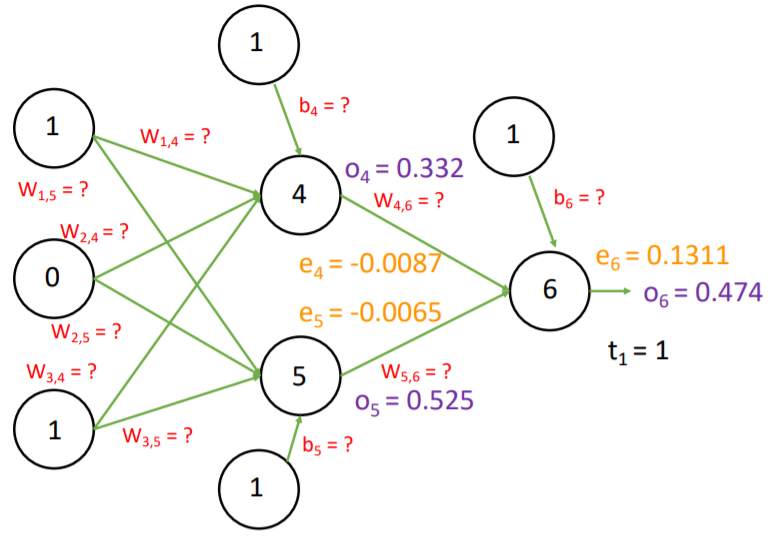 1
b₄ = ?
1
W₁,₄ = ?
1
W₁,₅ = ?
4
o₄ = 0.332
W₄,₆ = ?
b₆ = ?
W₂,₄ = ?
0
e₄ = -0.0087
e₆ = 0.1311
6
o₆ = 0.474
e₅ = -0.0065
W₂,₅ = ?
t₁ = 1
W₃,₄ = ?
5
W₅,₆ = ?
o₅ = 0.525
1
W₃,₅ = ?
b₅ = ?
1